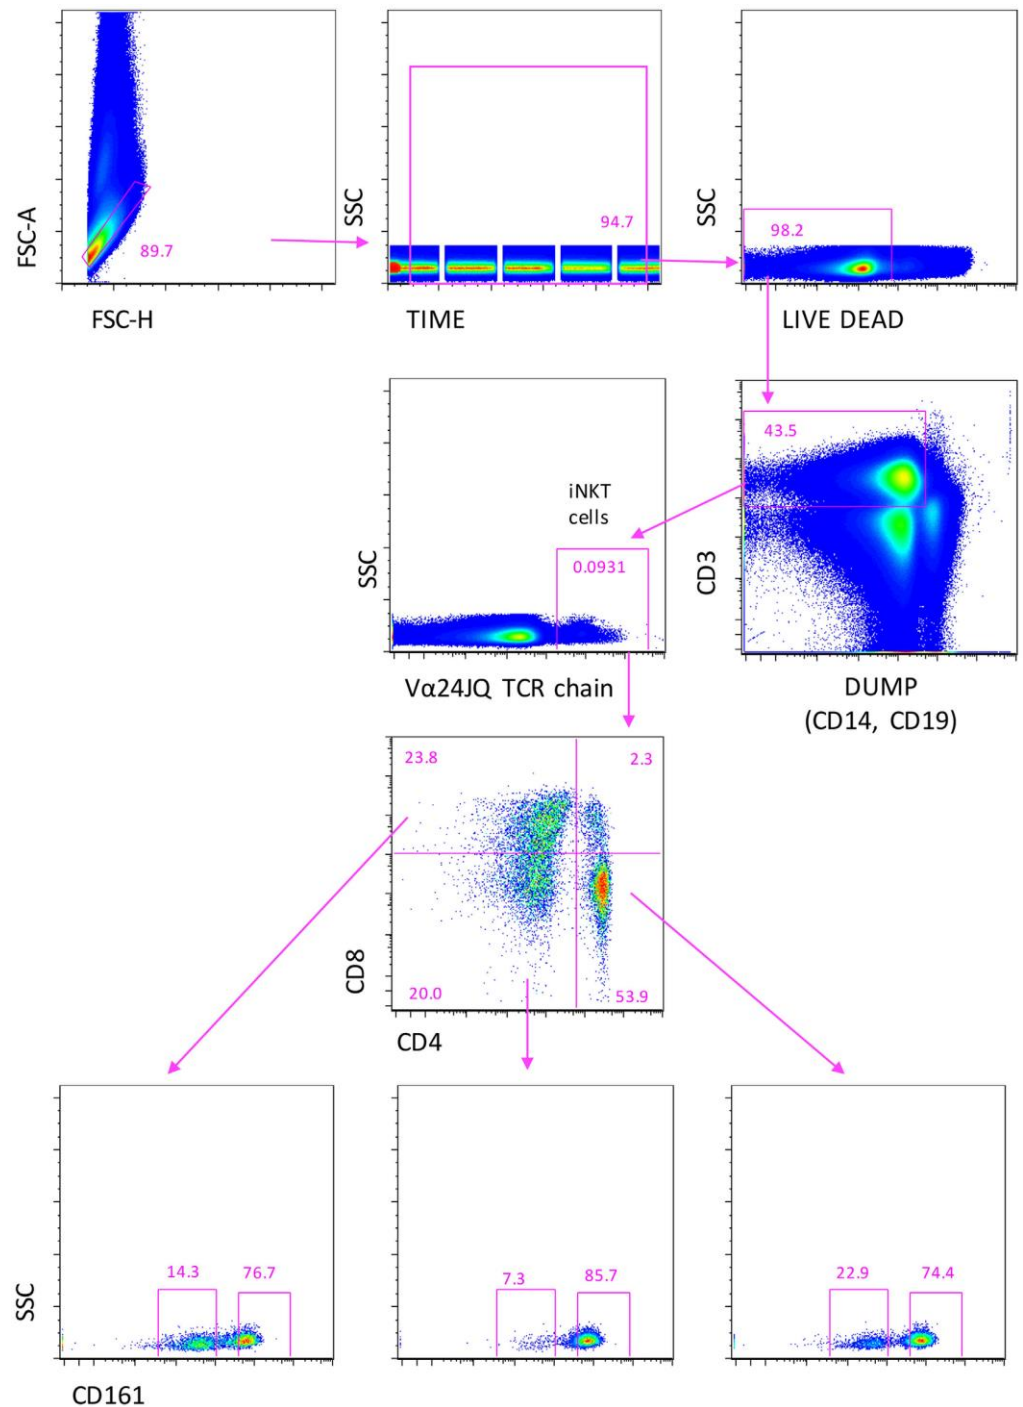 FSC-A
89.7
FSC-H
SSC
94.7
TIME
SSC
98.2
LIVE DEAD
iNKT
cells
SSC
0.0931
Vα24JQ TCR chain
CD3
43.5
DUMP
(CD14, CD19)
23.8
2.3
CD8
20.0
53.9
CD4
SSC
14.3
76.7
CD161
7.3
85.7
22.9
74.4